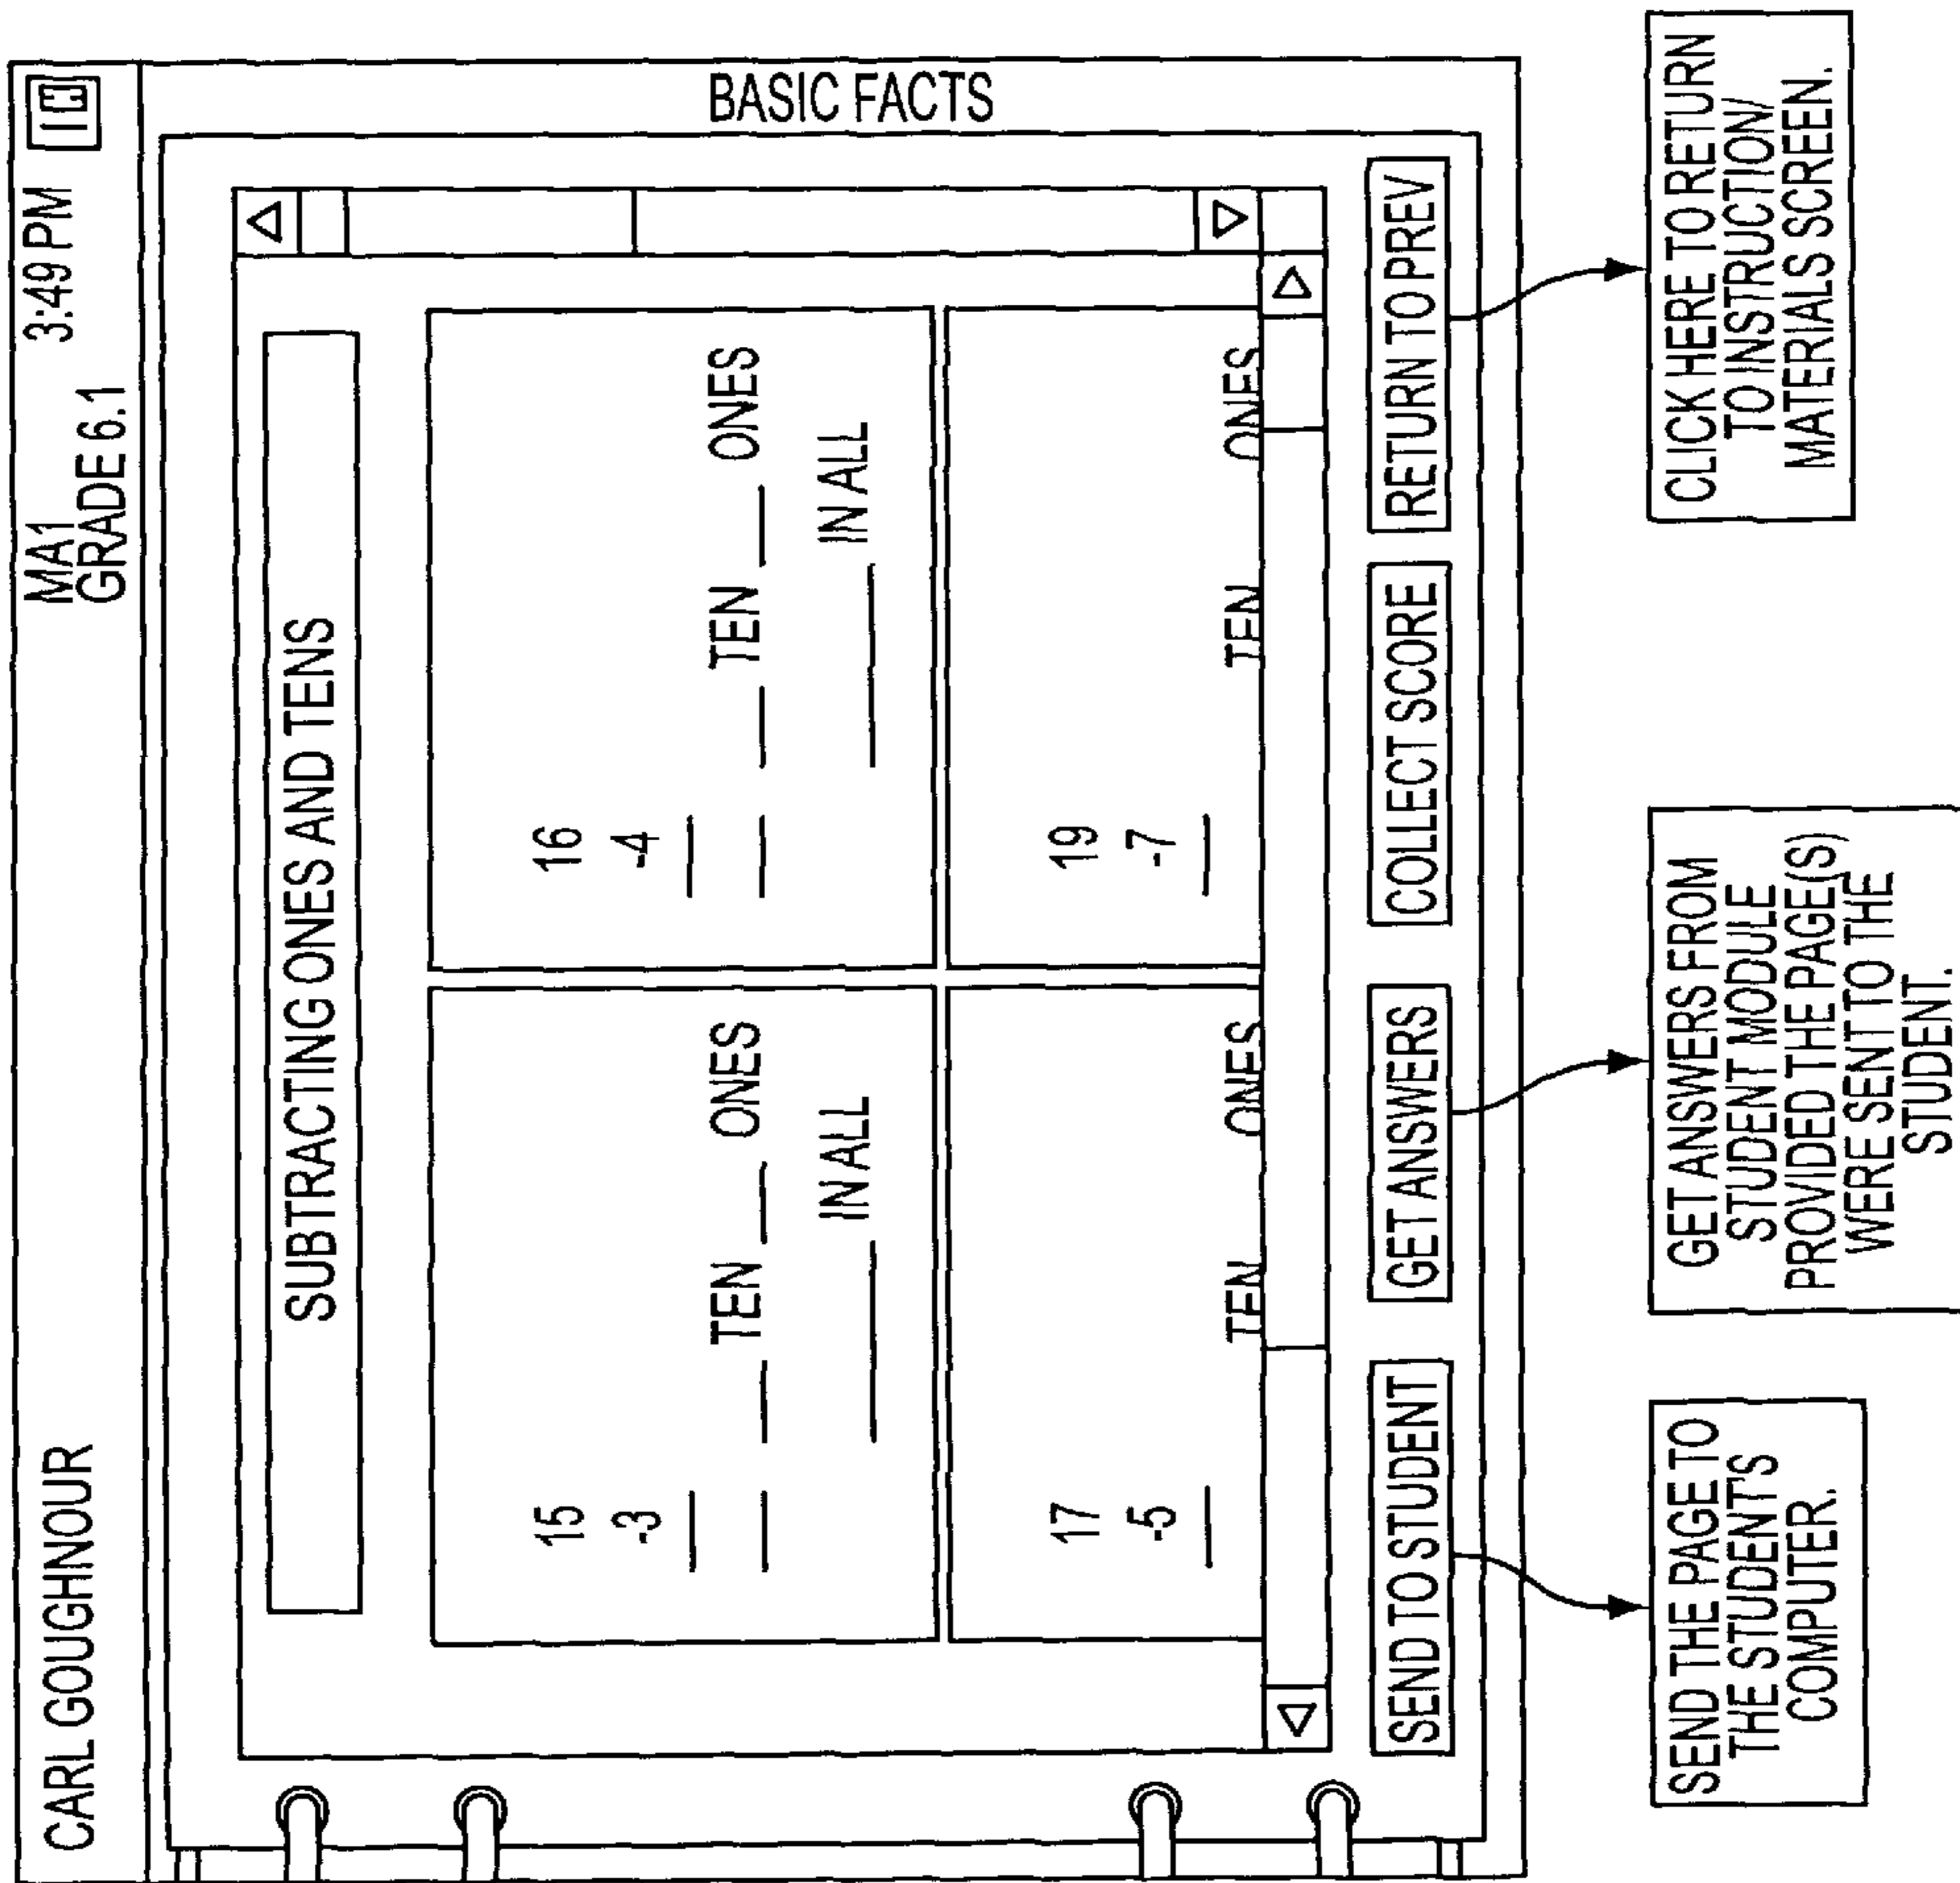 CARL GOUGHNOUR
MA1
GRADE 6.1
3:49 PM
BASIC FACTS
SUBTRACTING ONES AND TENS
15
-3
TEN ONES
IN ALL
16
-4
TEN ONES
IN ALL
17
-5
TEN ONES
19
-7
TEN ONES
SEND TO STUDENT
GET ANSWERS
COLLECT SCORE
RETURN TO PREV
SEND THE PAGE TO
THE STUDENTS
COMPUTER.
GET ANSWERS FROM
STUDENT MODULE
PROVIDED THE PAGE(S)
WERE SENT TO THE
STUDENT.
CLICK HERE TO RETURN
TO INSTRUCTION/
MATERIALS SCREEN.